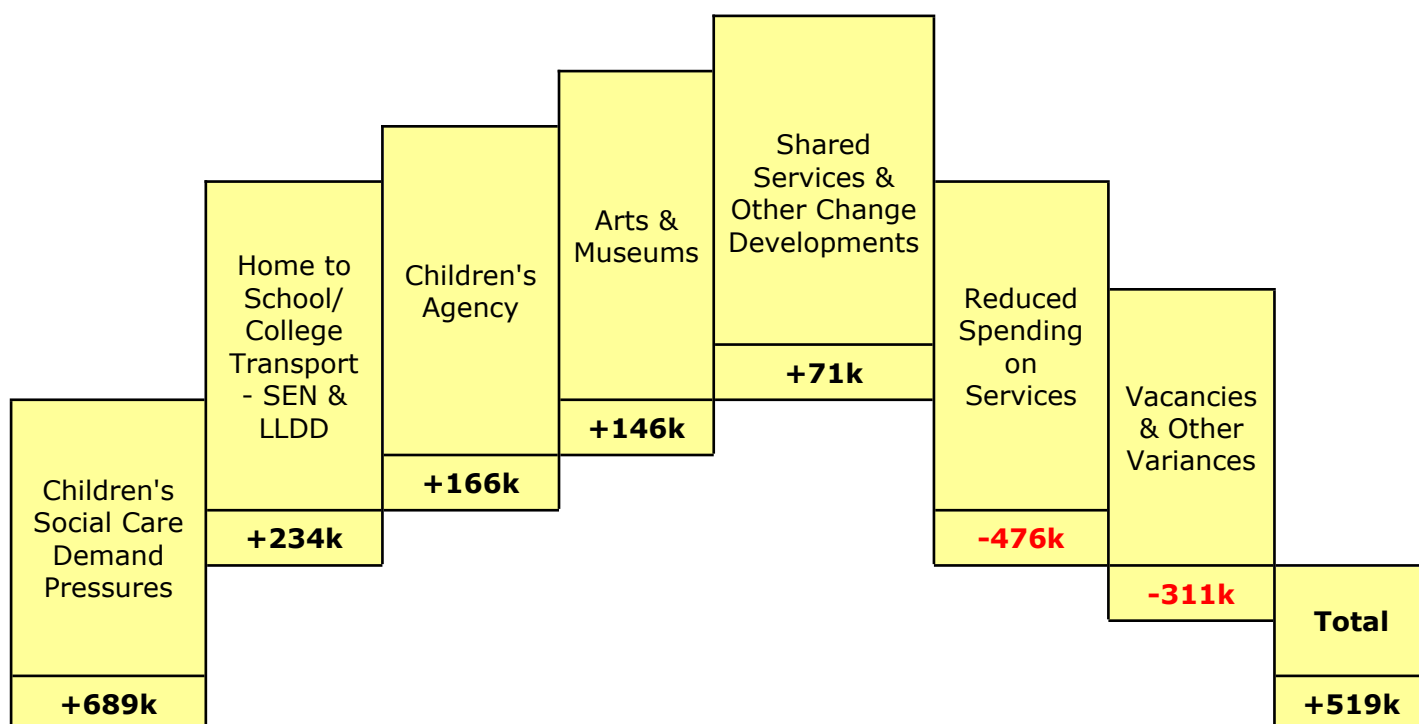 Children's
Social Care
Demand
Pressures
+689k
Home to
School/
College
Transport
- SEN &
LLDD
+234k
Children's
Agency
+166k
Arts &
Museums
+146k
Shared
Services &
Other Change
Developments
+71k
Reduced
Spending
on
Services
-476k
Vacancies
& Other
Variances
-311k
Total
+519k